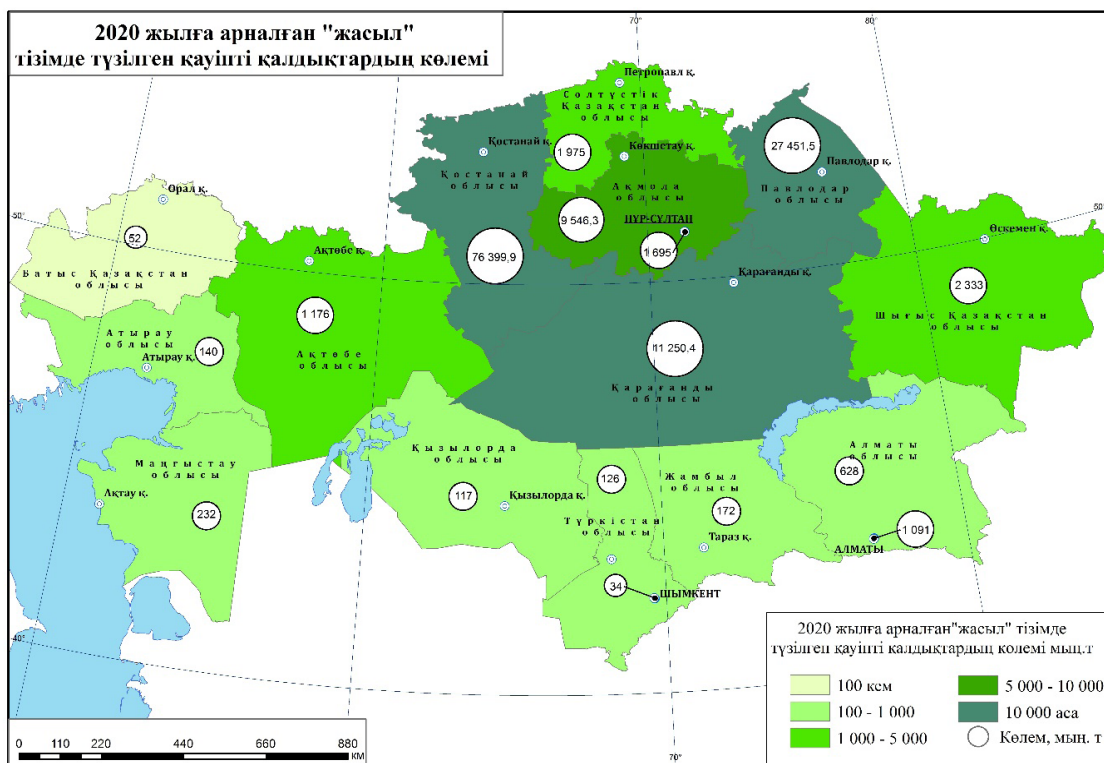 2020 жылға арналған "жасыл"
тізімде түзілген қауіпті қалдықтардың көлемі
70°
80°
Петропавл қ.
Солтүстік
Қазақстан
облысы
Қостанай қ.
1 975
Көкшетау қ.
27 451,5
Павлодар қ.
Қостанай
облысы
Ақмола
облысы
Павлодар
облысы
Орал қ.
50°
50°
9 546,3
НҰР-СҰЛТАН
Өскемен қ.
52
Ақтөбе қ.
76 399,9
1 695
Қарағанды қ.
Батыс Қазақстан
облысы
2 333
1 176
Шығыс Қазақстан
облысы
Атырау
облысы
140
Атырау қ.
Ақтөбе
облысы
11 250,4
Қарағанды
облысы
Қызылорда
облысы
Алматы
облысы
Маңғыстау
облысы
628
126
Жамбыл
облысы
Ақтау қ.
117
Қызылорда қ.
232
172
Түркістан
облысы
1 091
Тараз қ.
АЛМАТЫ
34
ШЫМКЕНТ
40°
70°
2020 жылға арналған"жасыл" тізімде
түзілген қауіпті қалдықтардың көлемі мың.т
100 кем
5 000 - 10 000
100 - 1 000
10 000 аса
1 000 - 5 000
Көлем, мың. т
0 110 220 440 660 880
КМ